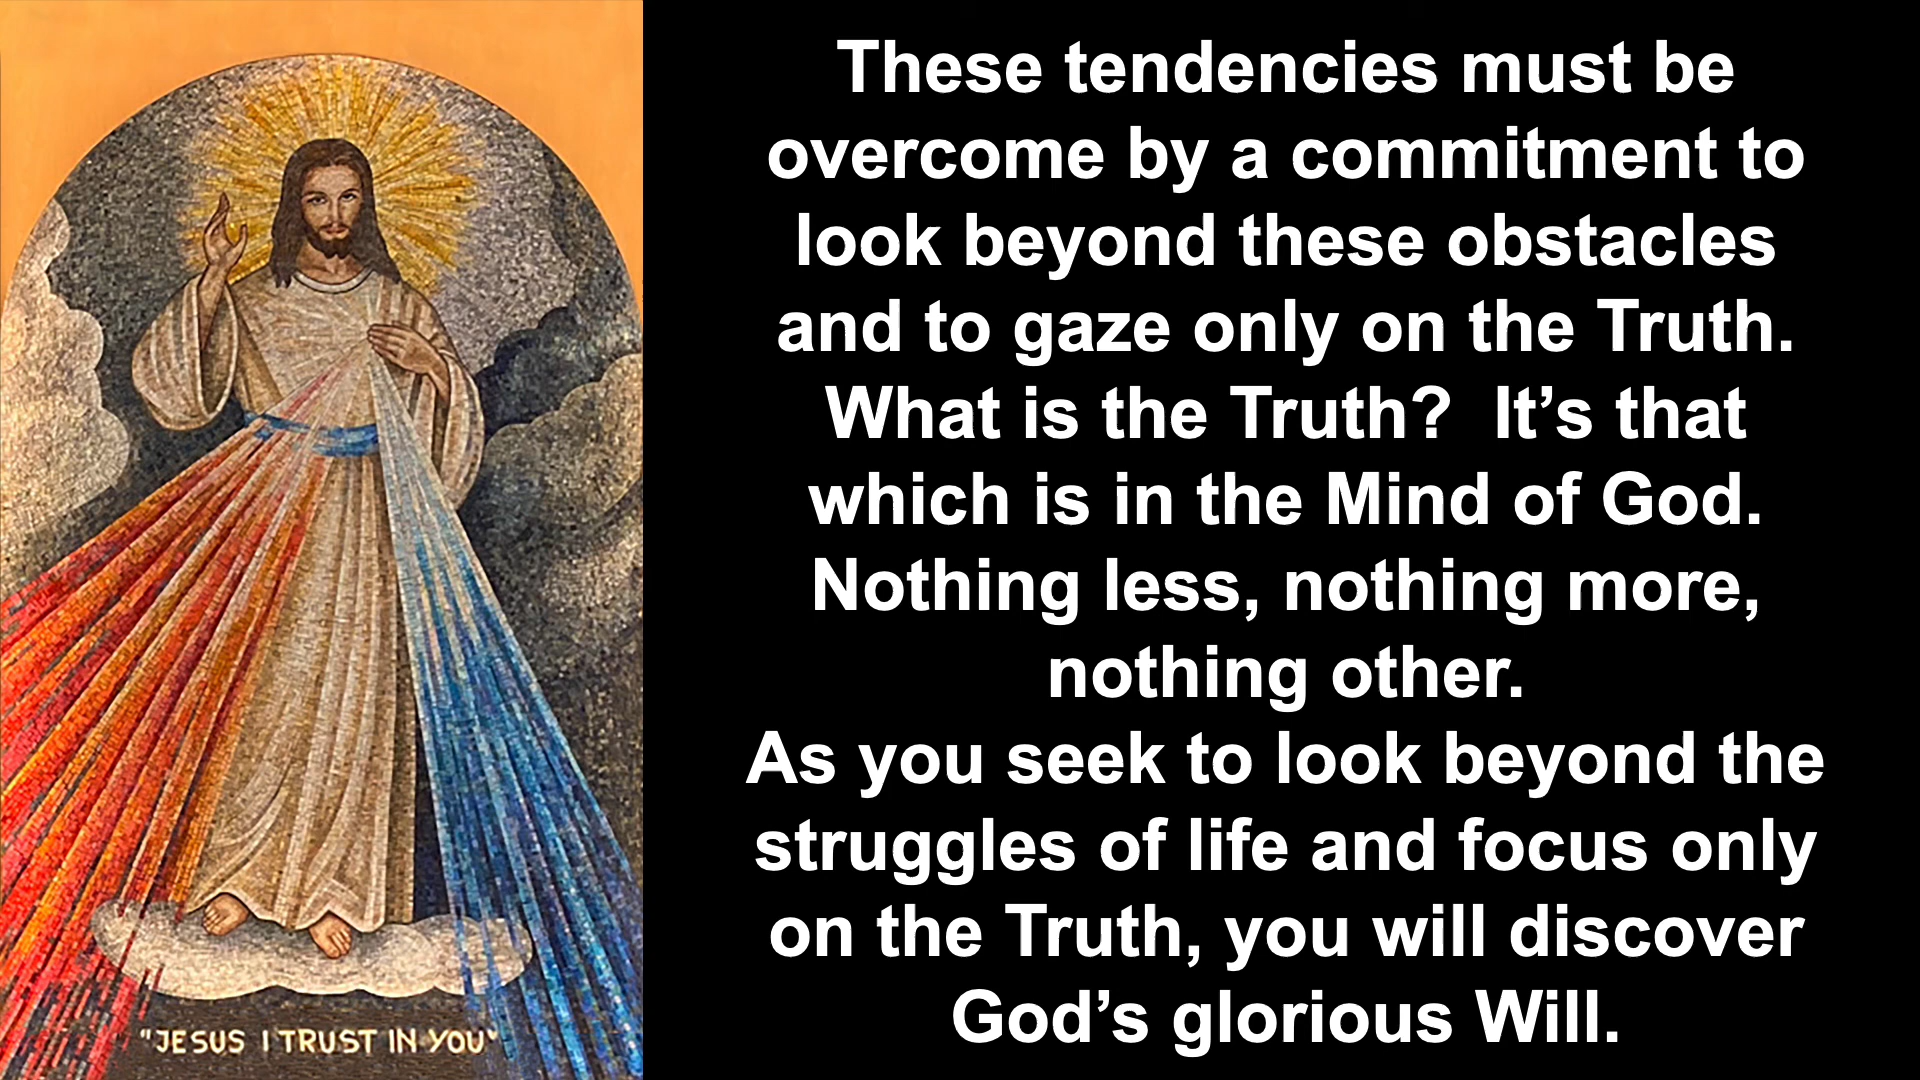 These tendencies must be
overcome by a commitment to
look beyond these obstacles
and to gaze only on the Truth.
What is the Truth?  It’s that
which is in the Mind of God.
Nothing less, nothing more,
nothing other.
As you seek to look beyond the
struggles of life and focus only
on the Truth, you will discover
God’s glorious Will.
"JESUS I TRUST IN YOU"